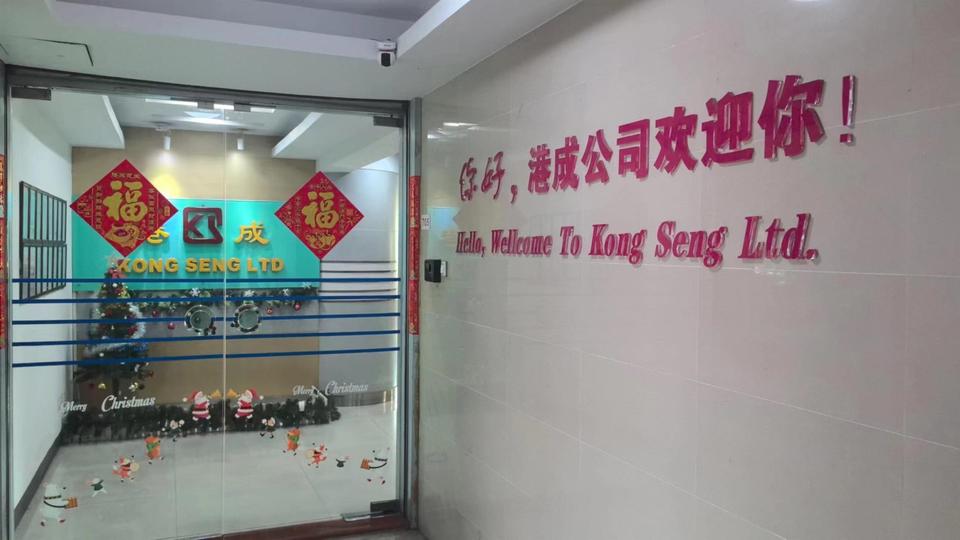 福
福
港成
KONG SENG LTD
Merry Christmas
Merry Christmas
你好，港成公司欢迎你！
Hello, Wellcome To Kong Seng Ltd.